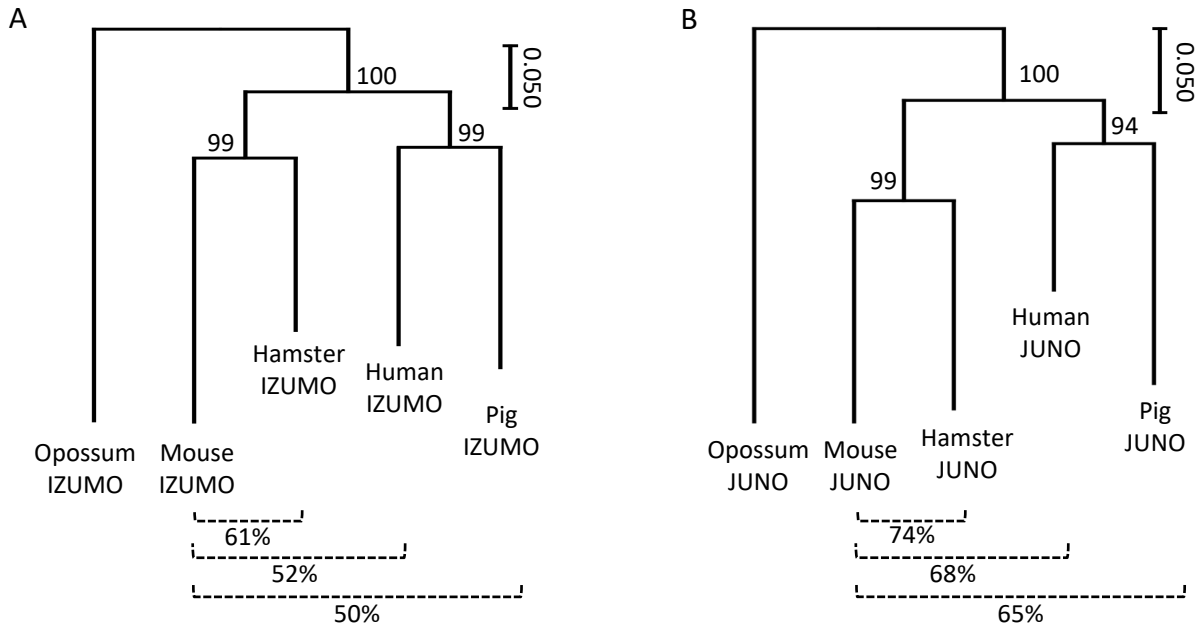 A
100
0.050
99
99
Hamster
IZUMO
Human
IZUMO
Pig
IZUMO
Opossum
IZUMO
Mouse
IZUMO
61%
52%
50%
B
100
0.050
94
99
Human
JUNO
Pig
JUNO
Hamster
JUNO
Opossum
JUNO
Mouse
JUNO
74%
68%
65%